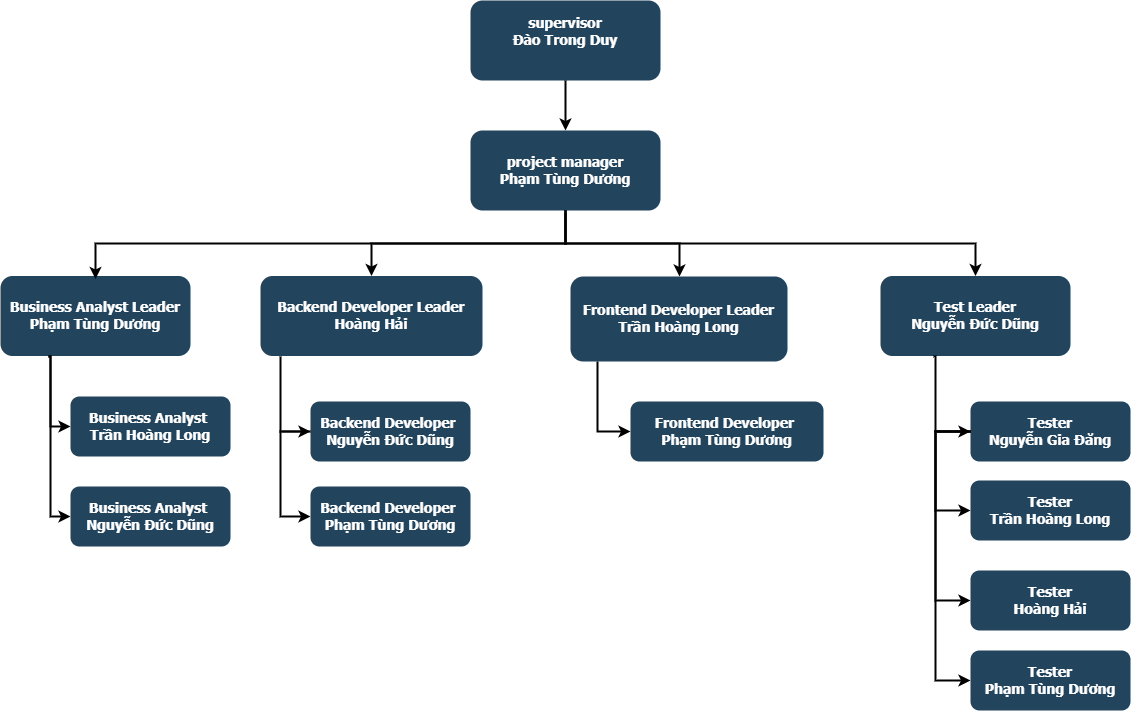 supervisor
Đào Trong Duy
project manager
Phạm Tùng Dương
Business Analyst Leader
Phạm Tùng Dương
Backend Developer Leader
Hoàng Hải
Frontend Developer Leader
Trần Hoàng Long
Test Leader
Nguyễn Đức Dũng
Business Analyst
Trần Hoàng Long
Business Analyst
Nguyễn Đức Dũng
Backend Developer
Nguyễn Đức Dũng
Backend Developer
Phạm Tùng Dương
Frontend Developer
Phạm Tùng Dương
Tester
Nguyễn Gia Đăng
Tester
Trần Hoàng Long
Tester
Hoàng Hải
Tester
Phạm Tùng Dương